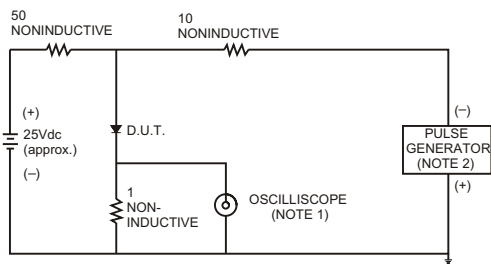 50
NONINDUCTIVE
10
NONINDUCTIVE
(+)
25Vdc
(approx.)
(–)
D.U.T.
1
NON-
INDUCTIVE
OSCILLISCOPE
(NOTE 1)
(–)
PULSE
GENERATOR
(NOTE 2)
(+)